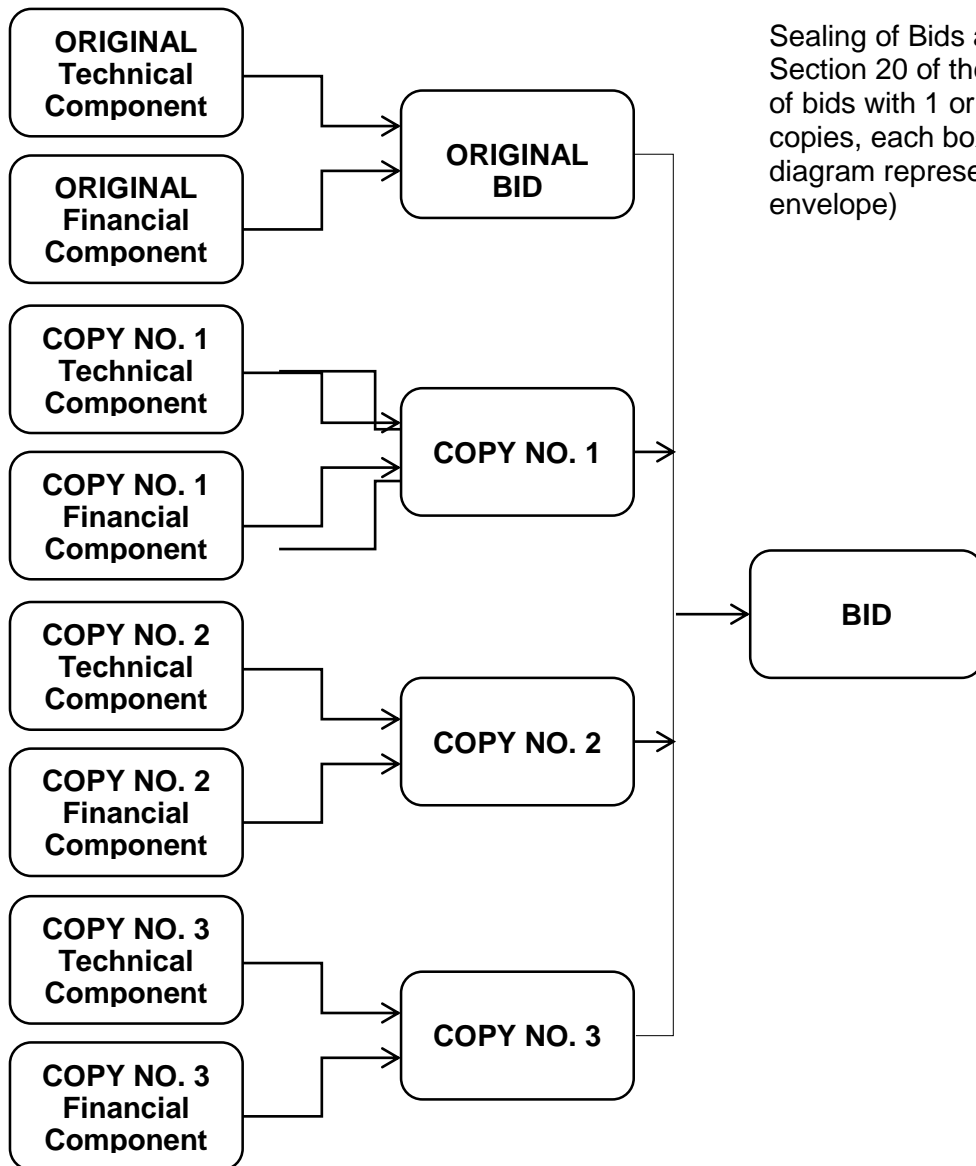 ORIGINAL
Technical
Component
ORIGINAL
Financial
Component
COPY NO. 1
Technical
Component
COPY NO. 1
Financial
Component
COPY NO. 2
Technical
Component
COPY NO. 2
Financial
Component
COPY NO. 3
Technical
Component
COPY NO. 3
Financial
Component
ORIGINAL
BID
COPY NO. 1
COPY NO. 2
COPY NO. 3
BID
Sealing of Bids
Section 20 of
of bids with 1 or
copies, each
diagram
envelope)